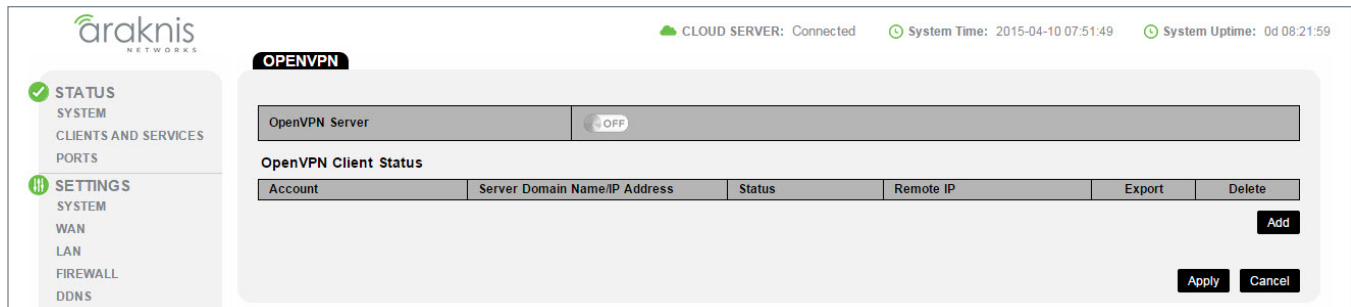 araknis
NETWORKS
CLOUD SERVER: Connected System Time: 2015-04-10 07:51:49 System Uptime: 0d 08:21:59
OPENVPN
STATUS
SYSTEM
CLIENTS AND SERVICES
PORTS
SETTINGS
SYSTEM
WAN
LAN
FIREWALL
DDNS
OpenVPN Server OFF
OpenVPN Client Status
Account Server Domain Name/IP Address Status Remote IP Export Delete
Add
Apply Cancel